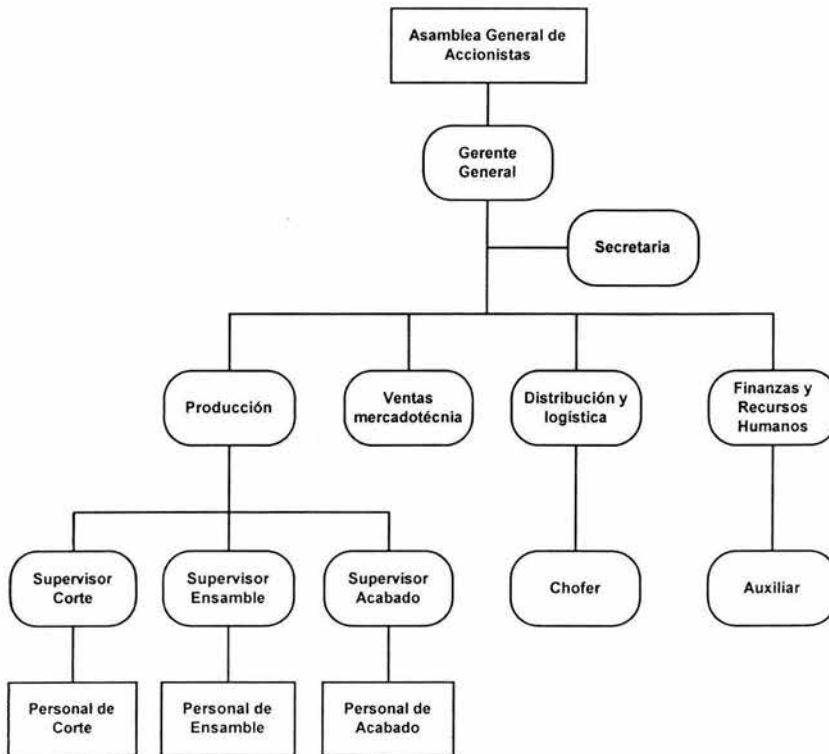 Asamblea General de
Accionistas
Gerente
General
Secretaria
Producción
Ventas
mercadotécnia
Distribución y
logística
Finanzas y
Recursos
Humanos
Supervisor
Corte
Supervisor
Ensamble
Supervisor
Acabado
Chofer
Auxiliar
Personal de
Corte
Personal de
Ensamble
Personal de
Acabado